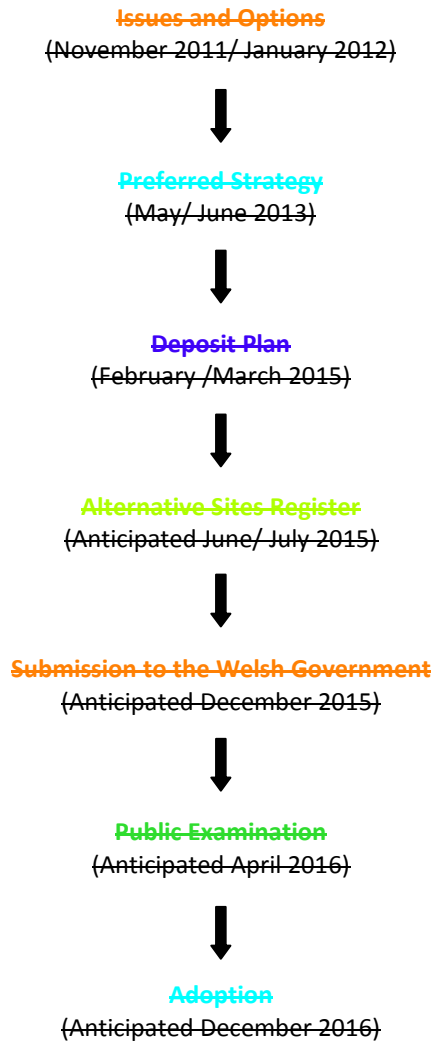 Issues and Options
(November 2011/ January 2012)
Preferred Strategy
(May/ June 2013)
Deposit Plan
(February /March 2015)
Alternative Sites Register
(Anticipated June/ July 2015)
Submission to the Welsh Government
(Anticipated December 2015)
Public Examination
(Anticipated April 2016)
Adoption
(Anticipated December 2016)